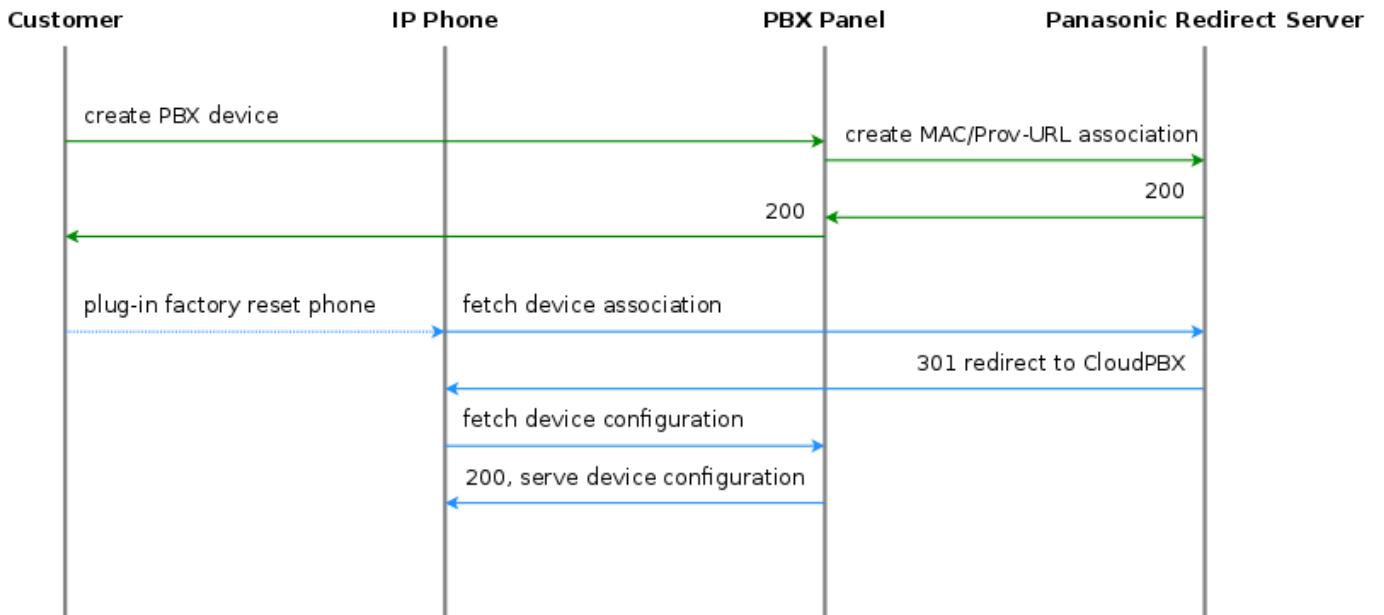 Customer
IP Phone
PBX Panel
Panasonic Redirect Server
create PBX device
create MAC/Prov-URL association
200
200
plug-in factory reset phone
fetch device association
301 redirect to CloudPBX
fetch device configuration
200, serve device configuration